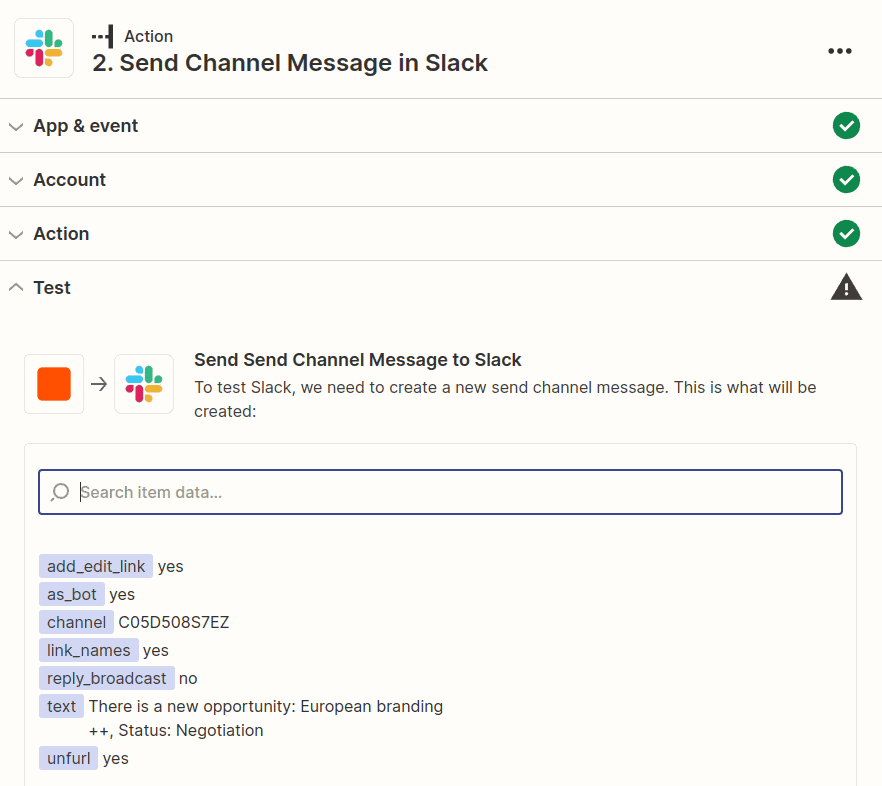 Action
2. Send Channel Message in Slack
App & event
Account
Action
Test
Send Send Channel Message to Slack
To test Slack, we need to create a new send channel message. This is what will be
created:
Search item data...
add_edit_link yes
as_bot yes
channel C05D508S7EZ
link_names yes
reply_broadcast no
text There is a new opportunity: European branding
++, Status: Negotiation
unfurl yes